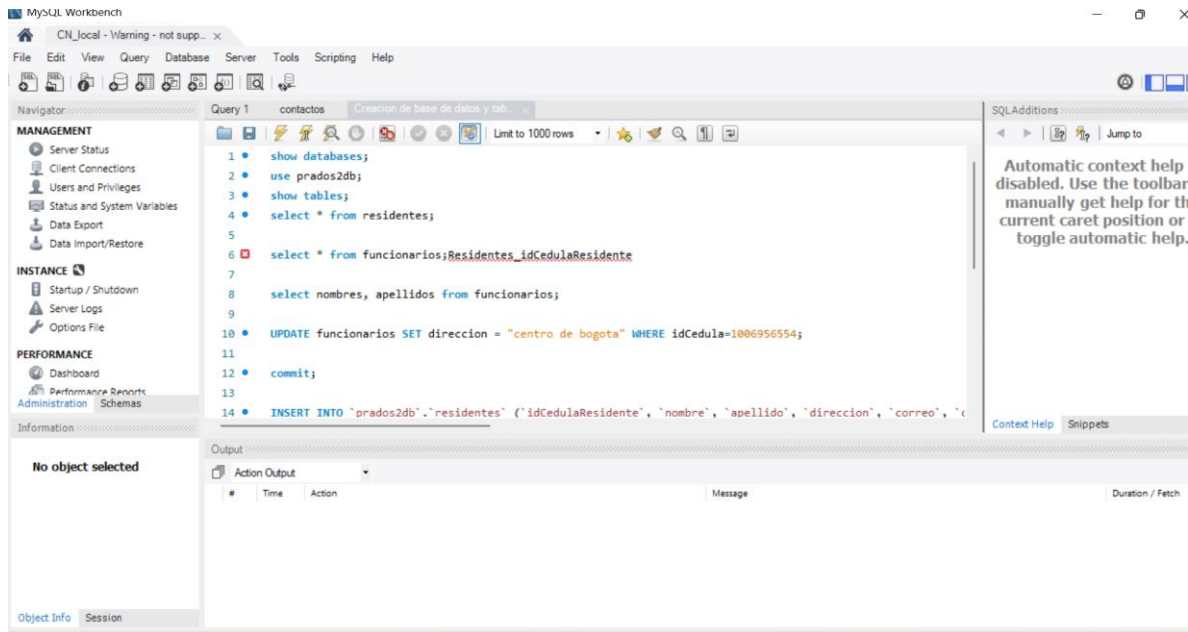 MySQL Workbench
CN_local - Warning - not supp... ×
File Edit View Query Database Server Tools Scripting Help
Navigator
MANAGEMENT
Server Status
Client Connections
Users and Privileges
Status and System Variables
Data Export
Data Import/Restore
INSTANCE
Startup / Shutdown
Server Logs
Options File
PERFORMANCE
Dashboard
Performance Reports
Administration Schemas
Information
No object selected
Object Info Session
Query 1 contactos Creacion de base de datos y tab...
Limit to 1000 rows
1 show databases;
2 use prados2db;
3 show tables;
4 select * from residentes;
5
6 select * from funcionarios;Residentes_idCedulaResidente
7
8 select nombres, apellidos from funcionarios;
9
10 UPDATE funcionarios SET direccion = "centro de bogota" WHERE idCedula=1006956554;
11
12 commit;
13
14 INSERT INTO `prados2db`.`residentes` (`idCedulaResidente`, `nombre`, `apellido`, `direccion`, `correo`, `c
SQLAdditions
Jump to
Automatic context help
disabled. Use the toolbar
manually get help for th
current caret position or
toggle automatic help.
Context Help Snippets
Output
Action Output
# Time Action Message Duration / Fetch